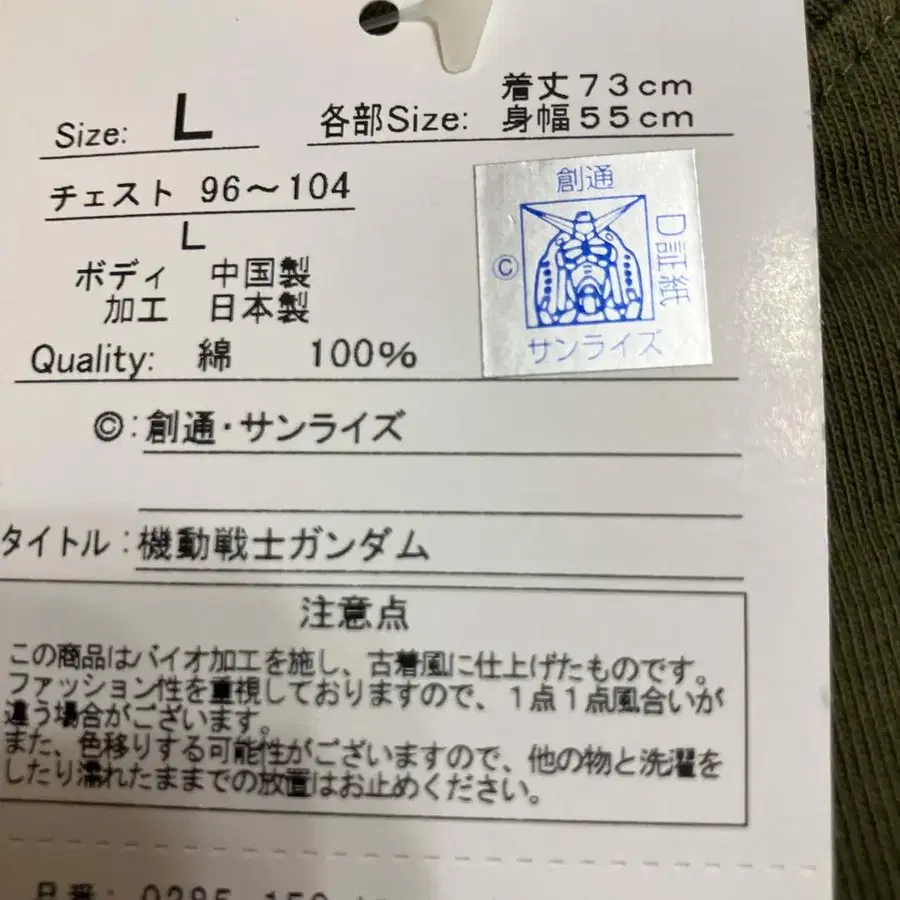 Size: L
各部Size: 着丈73cm
身幅55cm
チェスト 96～104
L
ボディ 中国製
加工 日本製
Quality: 綿 100%
創通
©
D証紙
サンライズ
©:創通・サンライズ
タイトル:機動戦士ガンダム
注意点
この商品はバイオ加工を施し、古着風に仕上げたものです。
ファッション性を重視しておりますので、1点1点風合いが
違う場合がございます。
また、色移りする可能性がございますので、他の物と洗濯を
したり濡れたままでの放置はお止めください。
品番: 0285